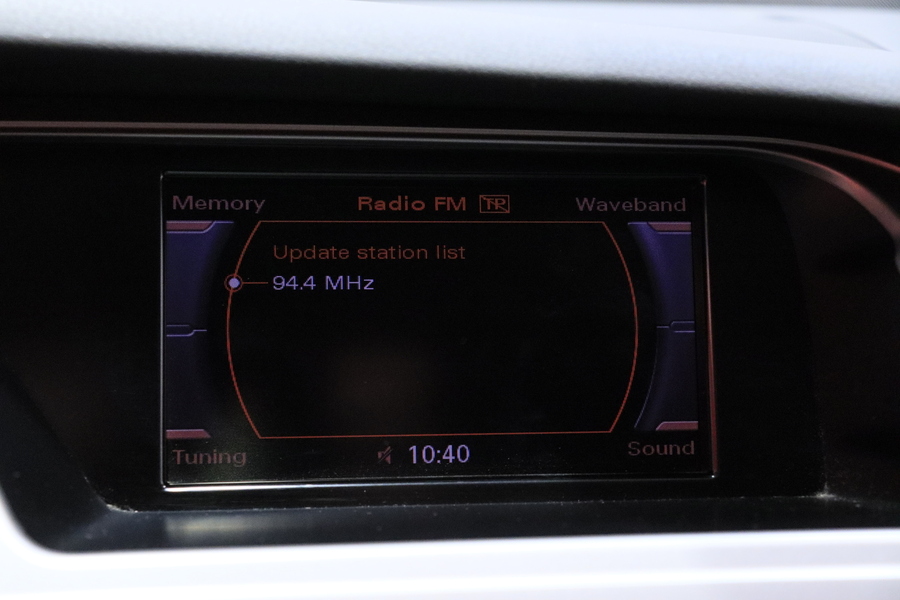 Memory Radio FM TP Waveband
Update station list
94.4 MHz
Tuning 10:40 Sound